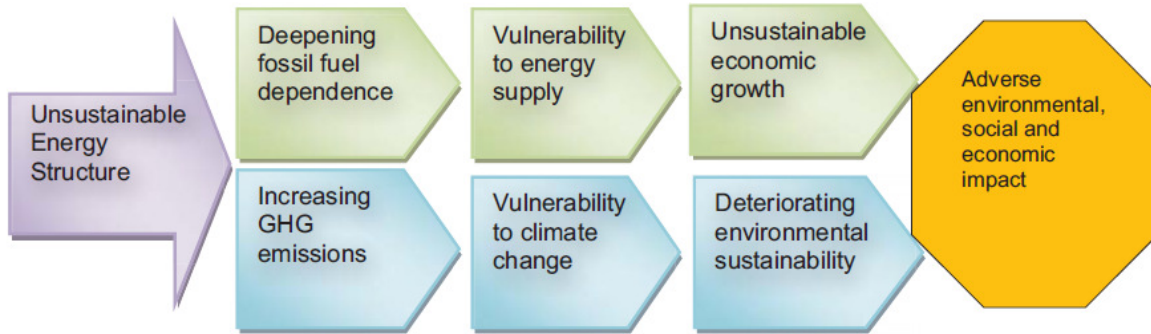 Unsustainable
Energy
Structure
Deepening
fossil fuel
dependence
Vulnerability
to energy
supply
Unsustainable
economic
growth
Increasing
GHG
emissions
Vulnerability
to climate
change
Deteriorating
environmental
sustainability
Adverse
environmental,
social and
economic
impact